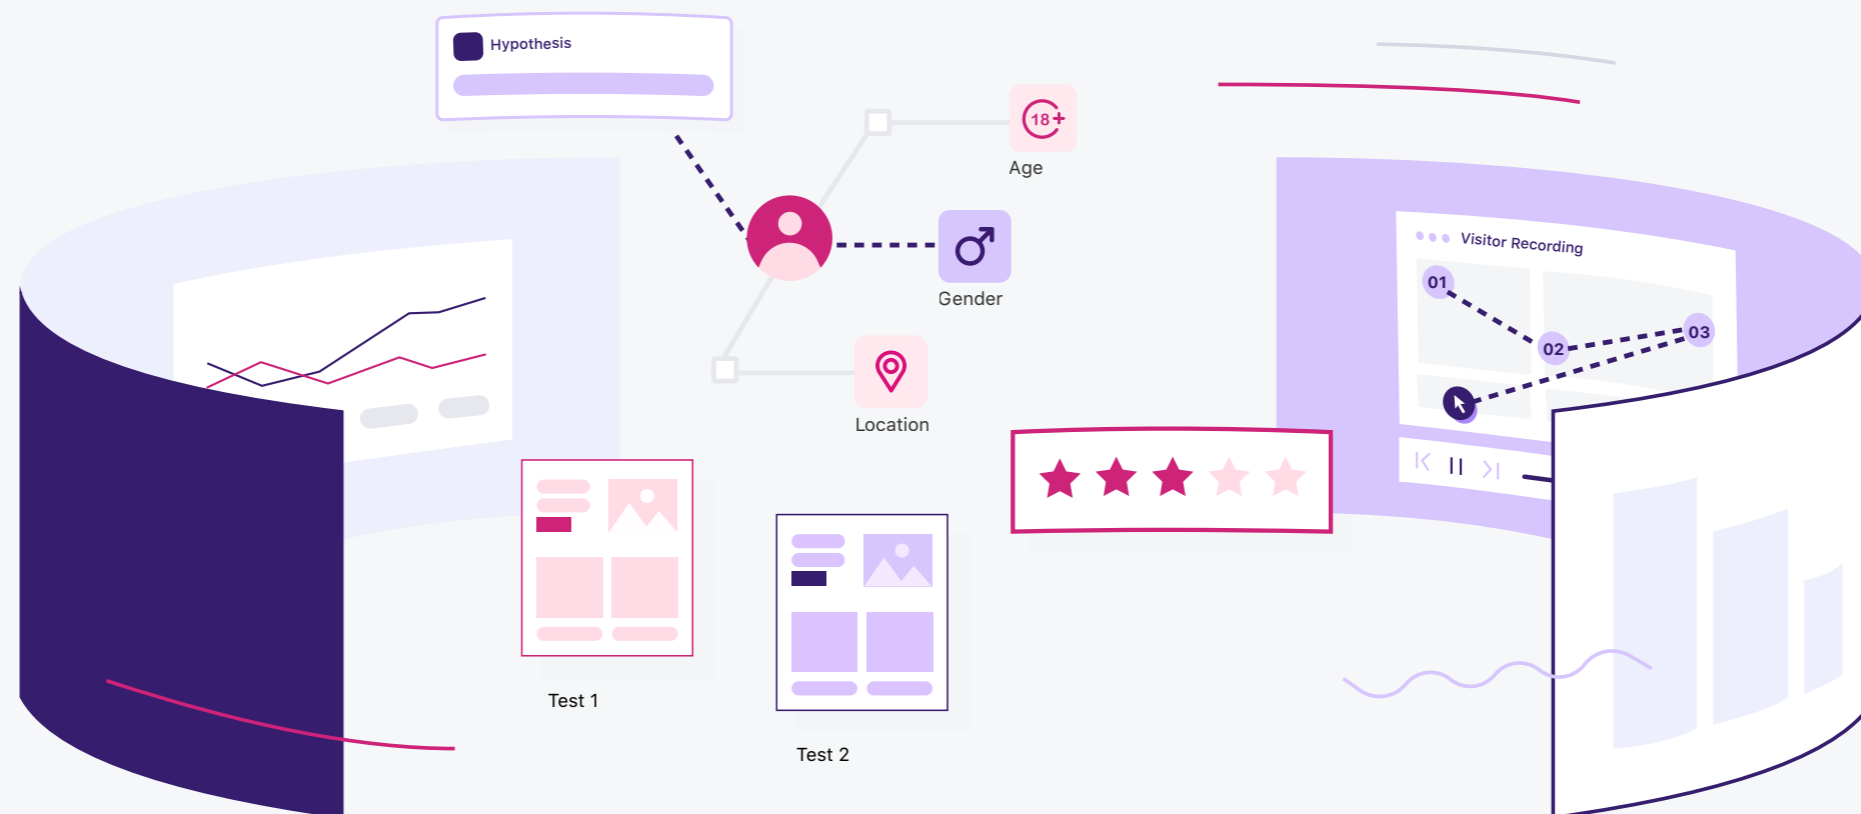 Hypothesis
18+
Age
Gender
Location
Visitor Recording
01
02
03
Test 1
Test 2